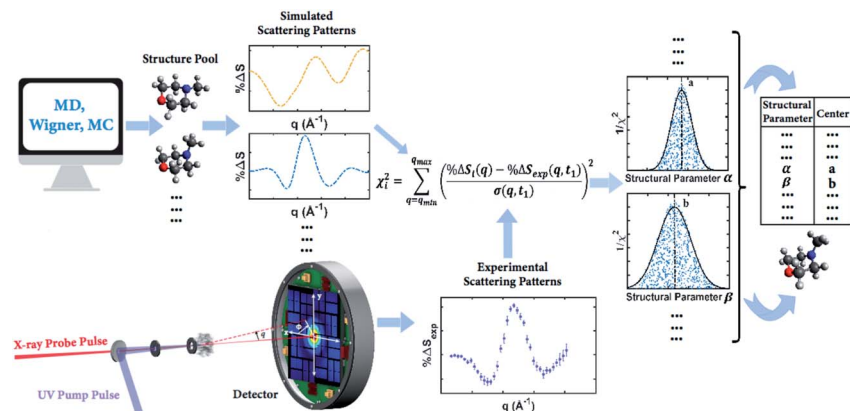 Simulated
Scattering Patterns
Structure Pool
MD,
Wigner, MC
%ΔS
q (Å⁻¹)
%ΔS
q (Å⁻¹)
χᵢ² = ∑_{q=q_min}^{q_max} ( (%ΔSᵢ(q) − %ΔS_exp(q, t₁)) / σ(q, t₁) )²
Experimental
Scattering Patterns
%ΔS_exp
q (Å⁻¹)
X-ray Probe Pulse
UV Pump Pulse
Detector
q
x
y
Φ
a
1/χ²
Structural Parameter α
b
1/χ²
Structural Parameter β
Structural
Parameter
Center
α a
β b